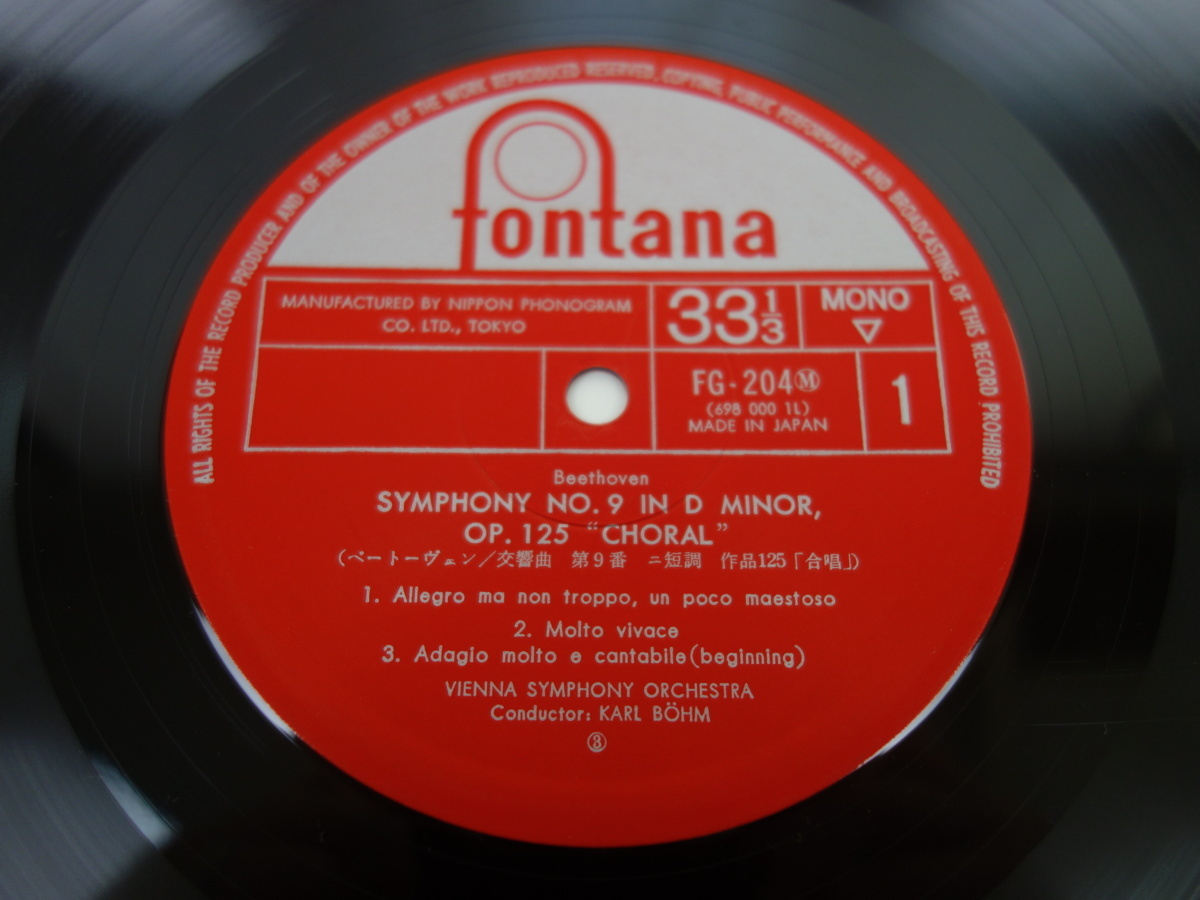 ALL RIGHTS OF THE RECORD PRODUCER AND OF THE OWNER OF THE WORK REPRODUCED RESERVED. COPYING, PUBLIC PERFORMANCE AND BROADCASTING OF THIS RECORD PROHIBITED
fontana
MANUFACTURED BY NIPPON PHONOGRAM
CO. LTD., TOKYO
33 1/3
MONO
▽
FG-204Ⓜ
(698 000 1L)
MADE IN JAPAN
1
Beethoven
SYMPHONY NO. 9 IN D MINOR,
OP. 125 “CHORAL”
(ベートーヴェン/交響曲 第9番 ニ短調 作品125「合唱」)
1. Allegro ma non troppo, un poco maestoso
2. Molto vivace
3. Adagio molto e cantabile(beginning)
VIENNA SYMPHONY ORCHESTRA
Conductor: KARL BÖHM
③